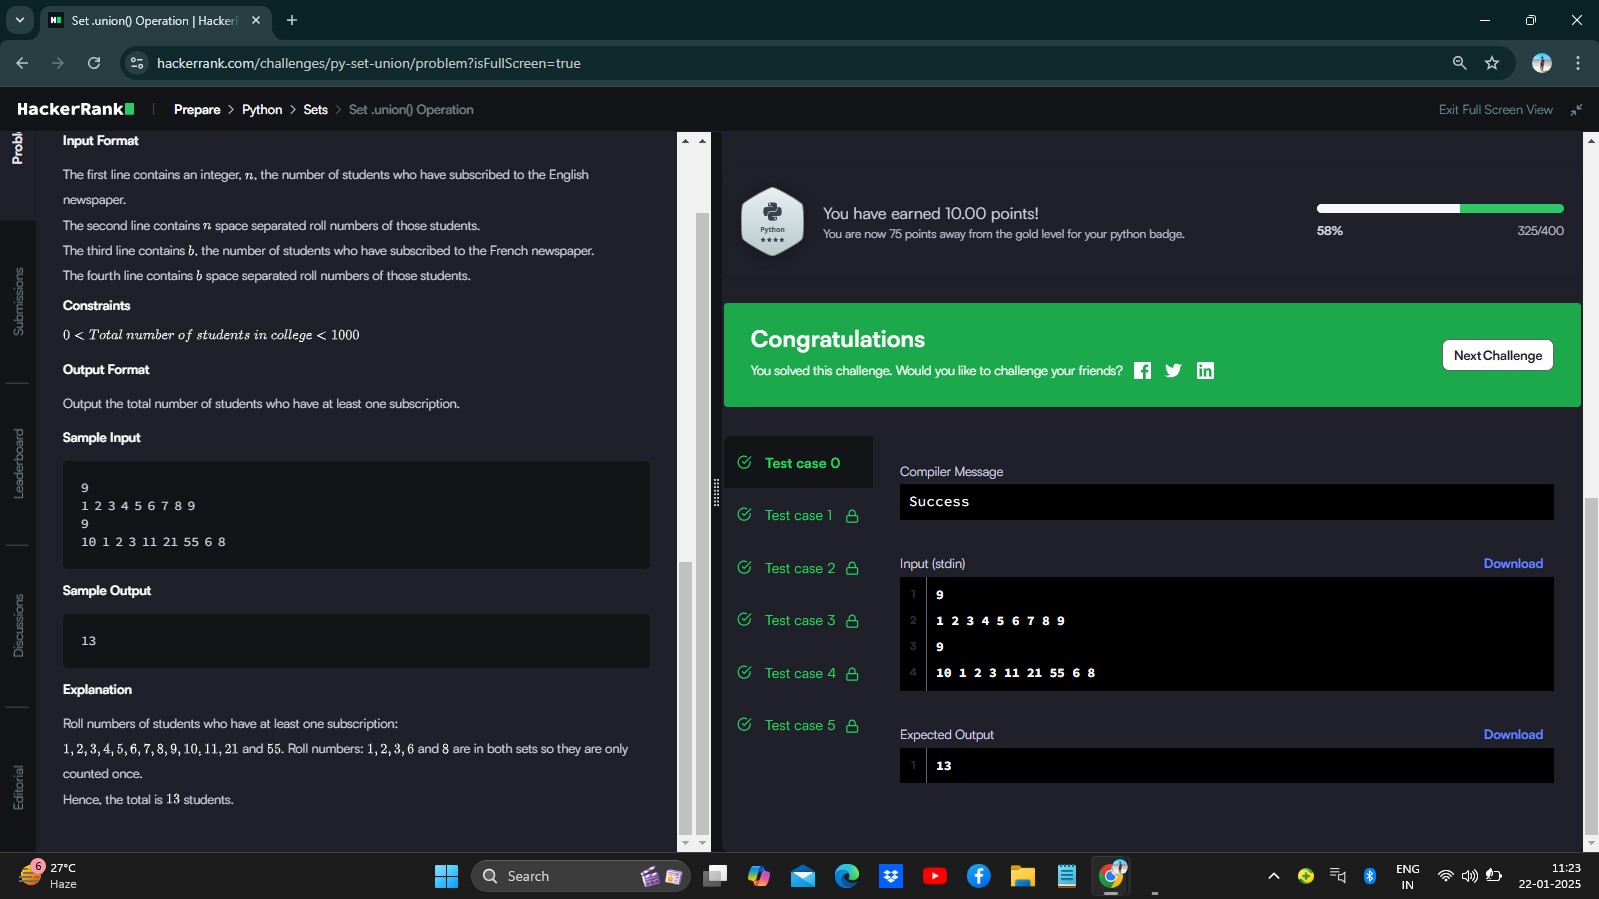 Set .union() Operation | Hacker
hackerrank.com/challenges/py-set-union/problem?isFullScreen=true
HackerRank
Prepare > Python > Sets > Set .union() Operation
Exit Full Screen View
Probl
Submissions
Leaderboard
Discussions
Editorial
Input Format
The first line contains an integer, n, the number of students who have subscribed to the English
newspaper.
The second line contains n space separated roll numbers of those students.
The third line contains b, the number of students who have subscribed to the French newspaper.
The fourth line contains b space separated roll numbers of those students.
Constraints
0 < Total number of students in college < 1000
Output Format
Output the total number of students who have at least one subscription.
Sample Input
9
1 2 3 4 5 6 7 8 9
9
10 1 2 3 11 21 55 6 8
Sample Output
13
Explanation
Roll numbers of students who have at least one subscription:
1, 2, 3, 4, 5, 6, 7, 8, 9, 10, 11, 21 and 55. Roll numbers: 1, 2, 3, 6 and 8 are in both sets so they are only
counted once.
Hence, the total is 13 students.
Python
You have earned 10.00 points!
You are now 75 points away from the gold level for your python badge.
58%
325/400
Congratulations
You solved this challenge. Would you like to challenge your friends?
Next Challenge
Test case 0
Test case 1
Test case 2
Test case 3
Test case 4
Test case 5
Compiler Message
Success
Input (stdin)
Download
1 9
2 1 2 3 4 5 6 7 8 9
3 9
4 10 1 2 3 11 21 55 6 8
Expected Output
Download
1 13
6
27°C
Haze
Search
ENG
IN
11:23
22-01-2025